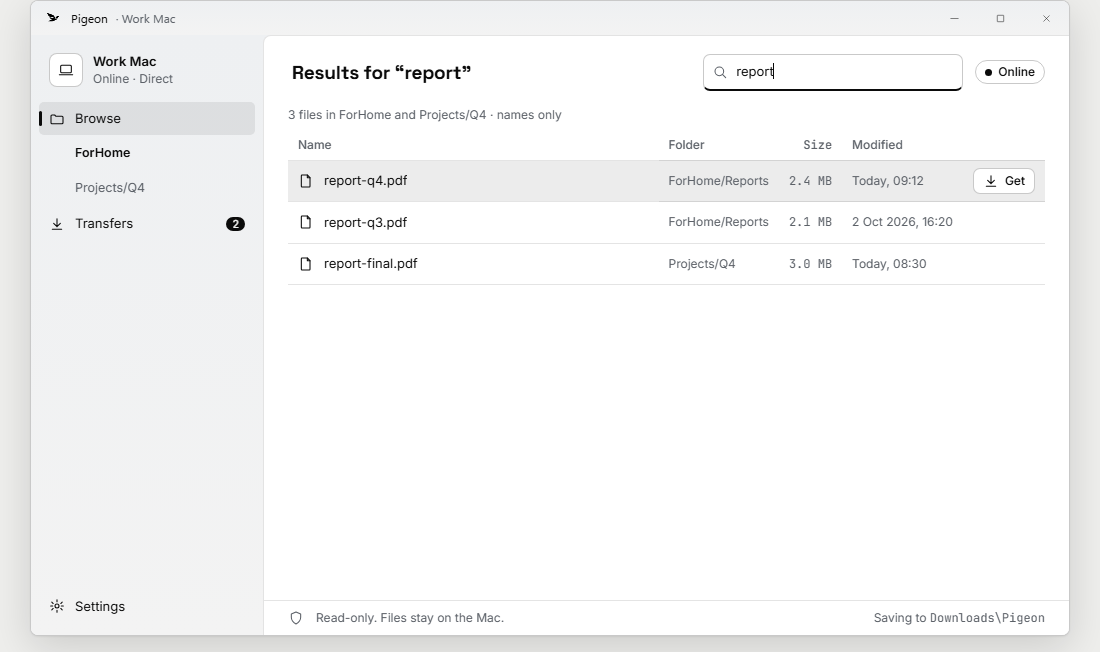 Pigeon · Work Mac
Work Mac
Online · Direct
Browse
ForHome
Projects/Q4
Transfers 2
Settings
Results for “report”
report
Online
3 files in ForHome and Projects/Q4 · names only
Name Folder Size Modified
report-q4.pdf ForHome/Reports 2.4 MB Today, 09:12 Get
report-q3.pdf ForHome/Reports 2.1 MB 2 Oct 2026, 16:20
report-final.pdf Projects/Q4 3.0 MB Today, 08:30
Read-only. Files stay on the Mac.
Saving to Downloads\Pigeon